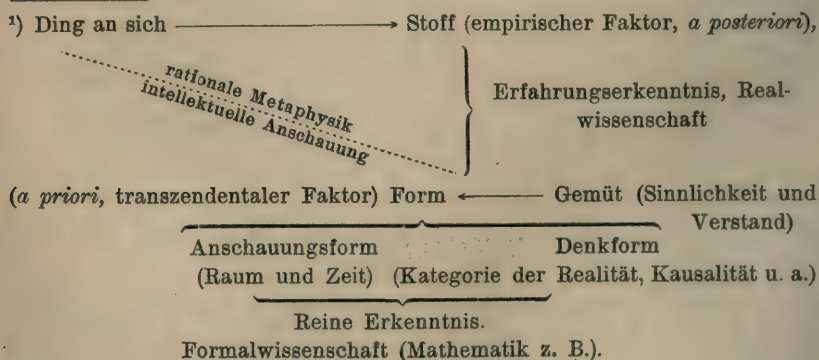 ¹) Ding an sich Stoff (empirischer Faktor, a posteriori),
rationale Metaphysik
intellektuelle Anschauung
Erfahrungserkenntnis, Real-
wissenschaft
(a priori, transzendentaler Faktor) Form Gemüt (Sinnlichkeit und
Verstand)
Anschauungsform Denkform
(Raum und Zeit) (Kategorie der Realität, Kausalität u. a.)
Reine Erkenntnis.
Formalwissenschaft (Mathematik z. B.).